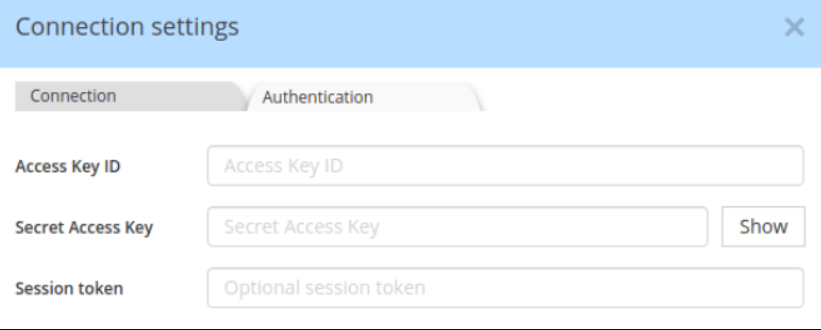 Connection settings
Connection Authentication
Access Key ID Access Key ID
Secret Access Key Secret Access Key Show
Session token Optional session token